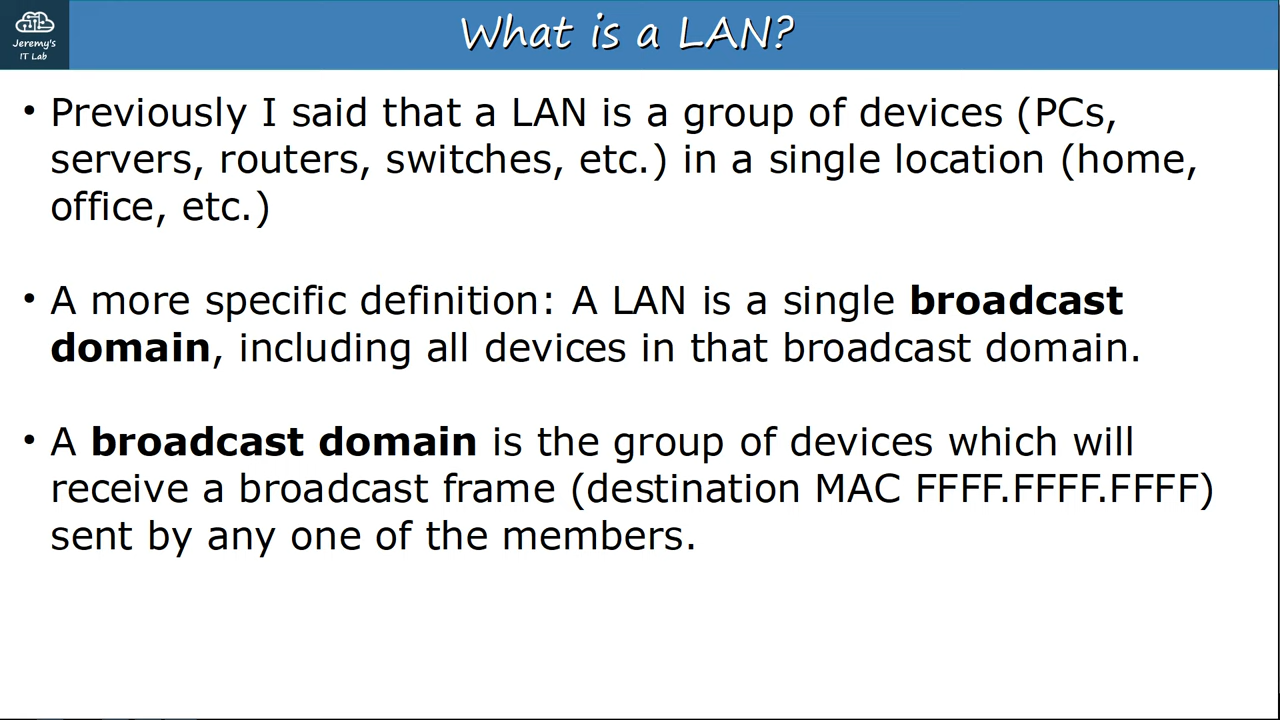 Jeremy's
IT Lab
What is a LAN?
• Previously I said that a LAN is a group of devices (PCs,
servers, routers, switches, etc.) in a single location (home,
office, etc.)
• A more specific definition: A LAN is a single broadcast
domain, including all devices in that broadcast domain.
• A broadcast domain is the group of devices which will
receive a broadcast frame (destination MAC FFFF.FFFF.FFFF)
sent by any one of the members.